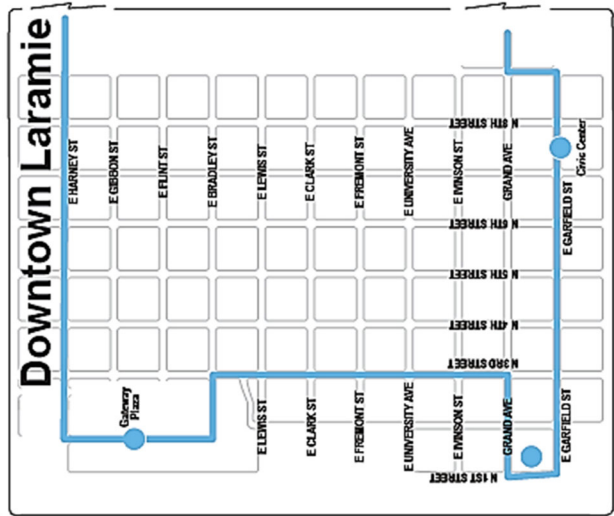 Downtown Laramie
E HARNEY ST
E GIBBON ST
E FLINT ST
E BRADLEY ST
E LEWIS ST
E CLARK ST
E FREMONT ST
E UNIVERSITY AVE
E IVINSON ST
GRAND AVE
E GARFIELD ST
Civic Center
N 8TH STREET
N 6TH STREET
N 5TH STREET
N 4TH STREET
N 3RD STREET
Gateway
Plaza
E LEWIS ST
E CLARK ST
E FREMONT ST
E UNIVERSITY AVE
E IVINSON ST
GRAND AVE
E GARFIELD ST
N 1ST STREET